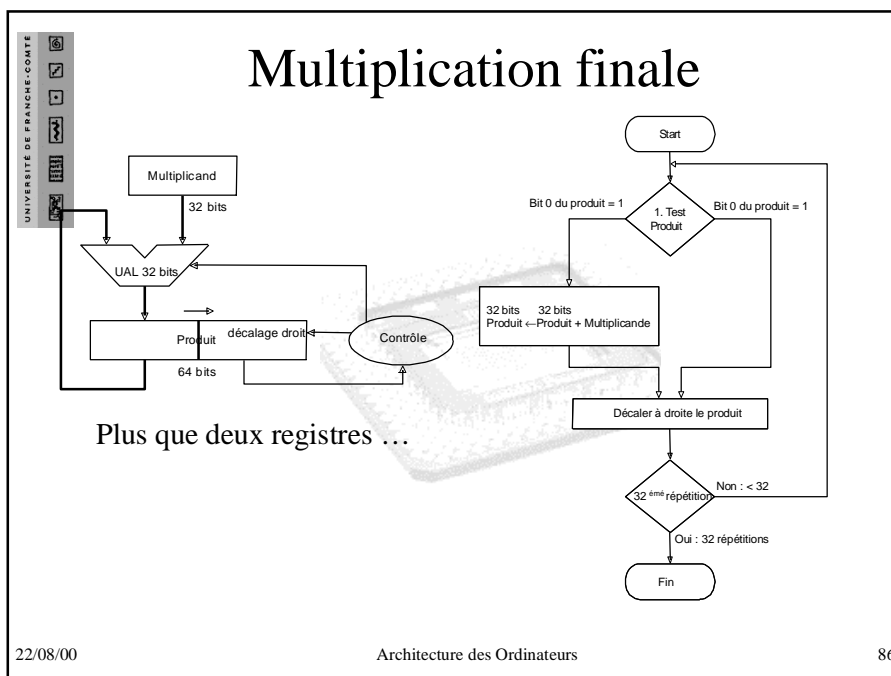 UNIVERSITÉ DE FRANCHE-COMTÉ
Multiplication finale
Multiplicand
32 bits
UAL 32 bits
Produit
décalage droit
64 bits
Contrôle
Plus que deux registres …
Start
Bit 0 du produit = 1
1. Test
Produit
Bit 0 du produit = 1
32 bits 32 bits
Produit ←Produit + Multiplicande
Décaler à droite le produit
32 émé répétition
Non : < 32
Oui : 32 répétitions
Fin
22/08/00
Architecture des Ordinateurs
86